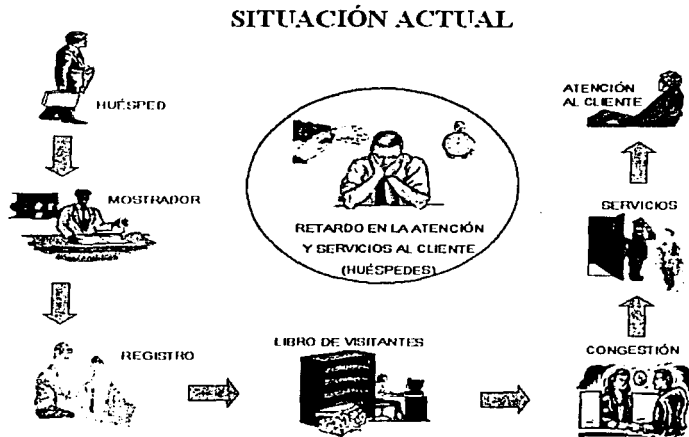 SITUACIÓN ACTUAL
HUÉSPED
MOSTRADOR
REGISTRO
LIBRO DE VISITANTES
CONGESTIÓN
SERVICIOS
ATENCIÓN
AL CLIENTE
RETARDO EN LA ATENCIÓN
Y SERVICIOS AL CLIENTE
(HUÉSPEDES)